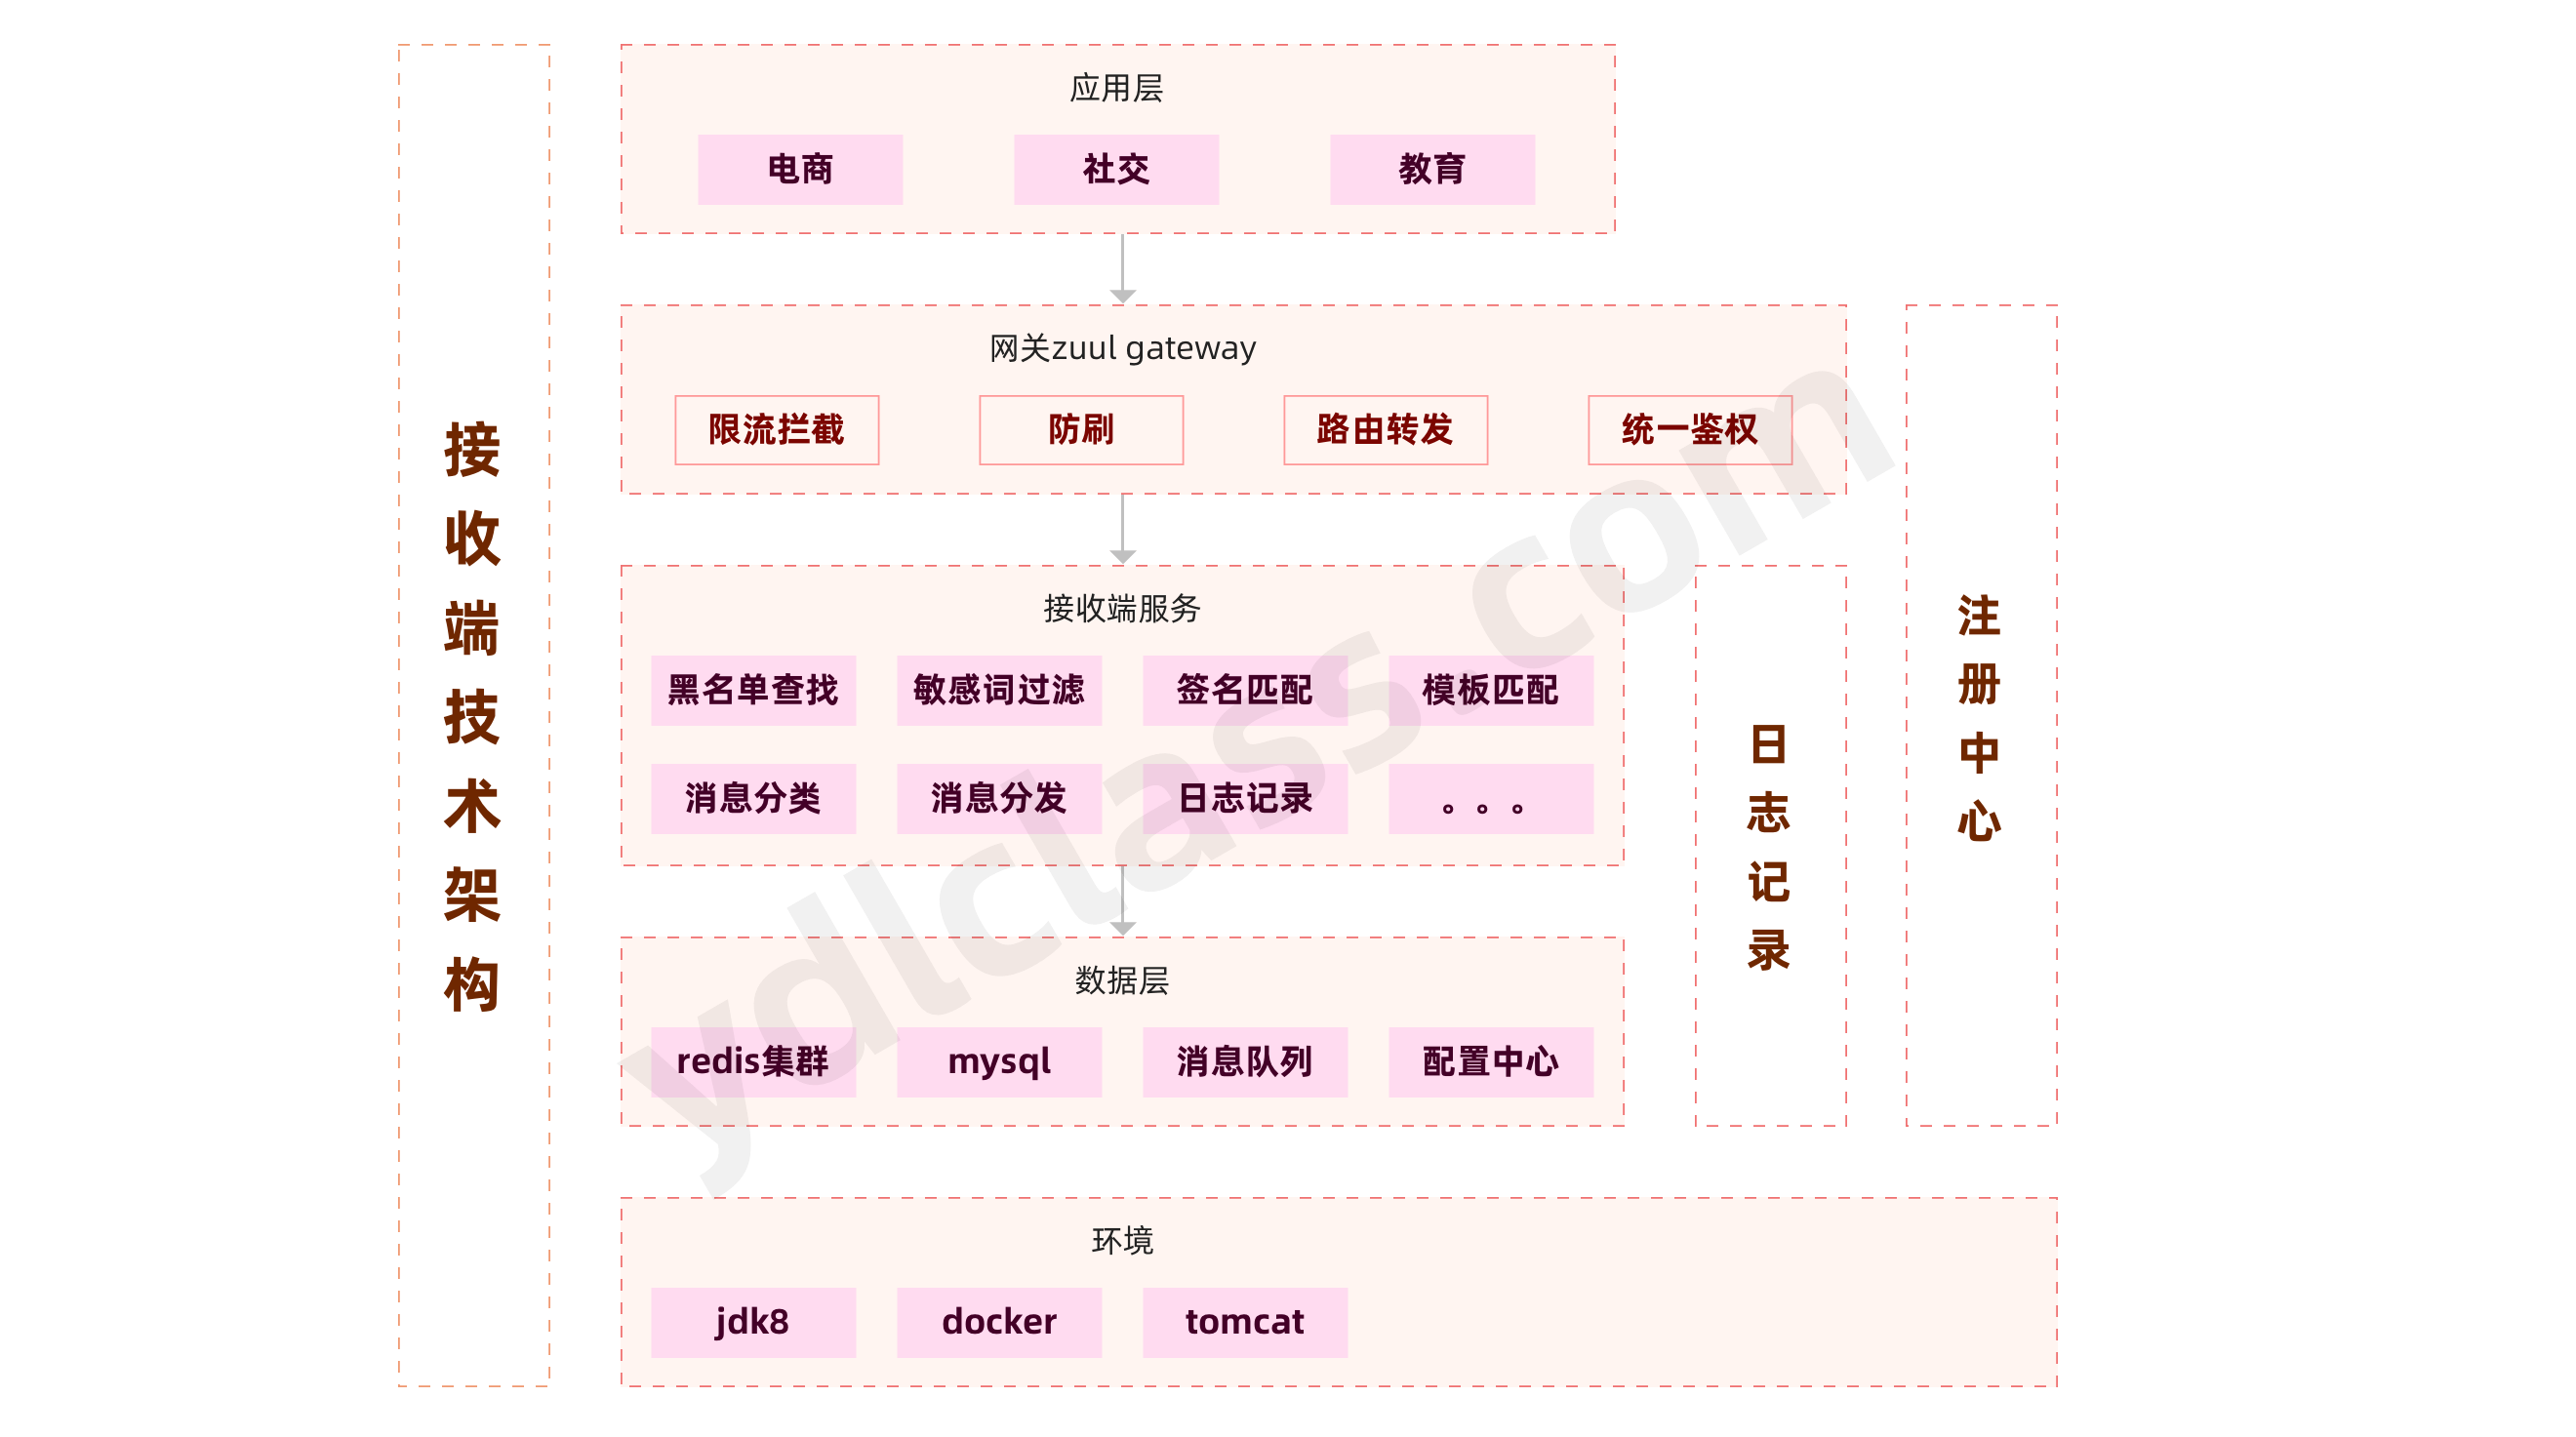 接收端技术架构
应用层
电商
社交
教育
网关zuul gateway
限流拦截
防刷
路由转发
统一鉴权
接收端服务
黑名单查找
敏感词过滤
签名匹配
模板匹配
消息分类
消息分发
日志记录
。。。
数据层
redis集群
mysql
消息队列
配置中心
日志记录
注册中心
环境
jdk8
docker
tomcat
ydlclass.com